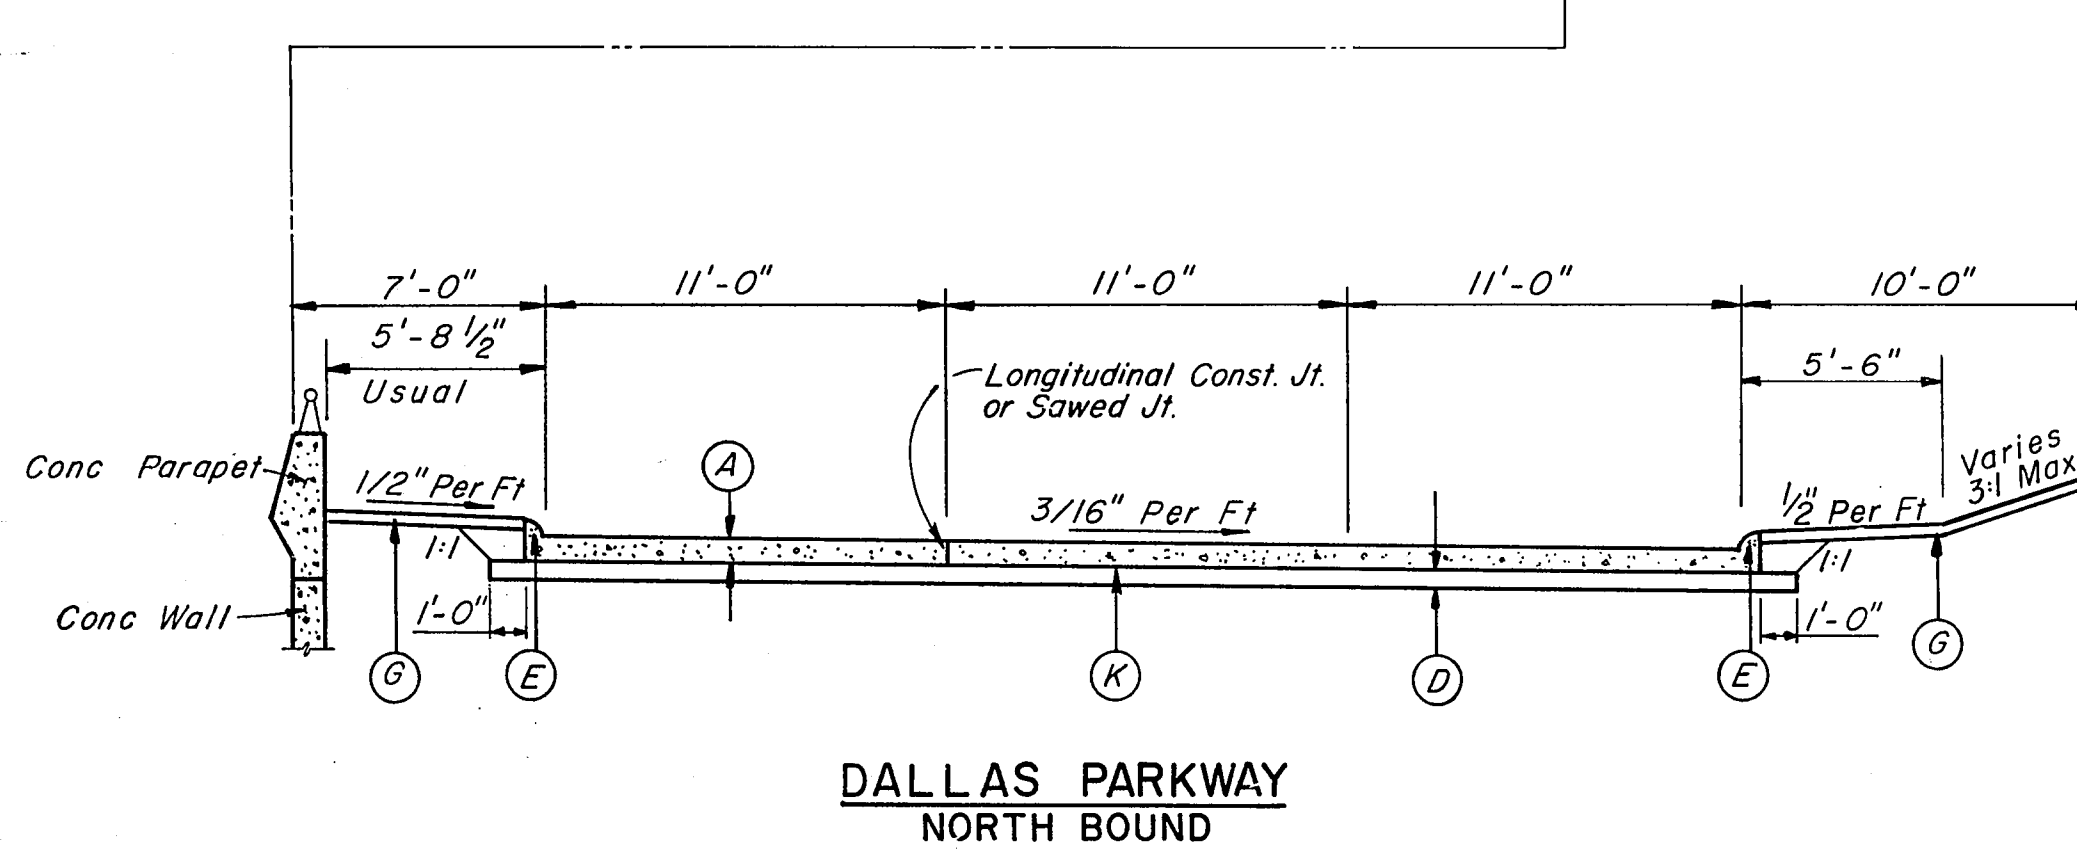 7'-0" 11'-0" 11'-0" 11'-0" 10'-0"
5'-8 1/2"
Usual
5'-6"
Longitudinal Const. Jt.
or Sawed Jt.
Conc Parapet
1/2" Per Ft
A
3/16" Per Ft
1/2" Per Ft
Varies
3:1 Max
1:1
1:1
Conc Wall
1'-0"
1'-0"
G E K D E G
DALLAS PARKWAY
NORTH BOUND